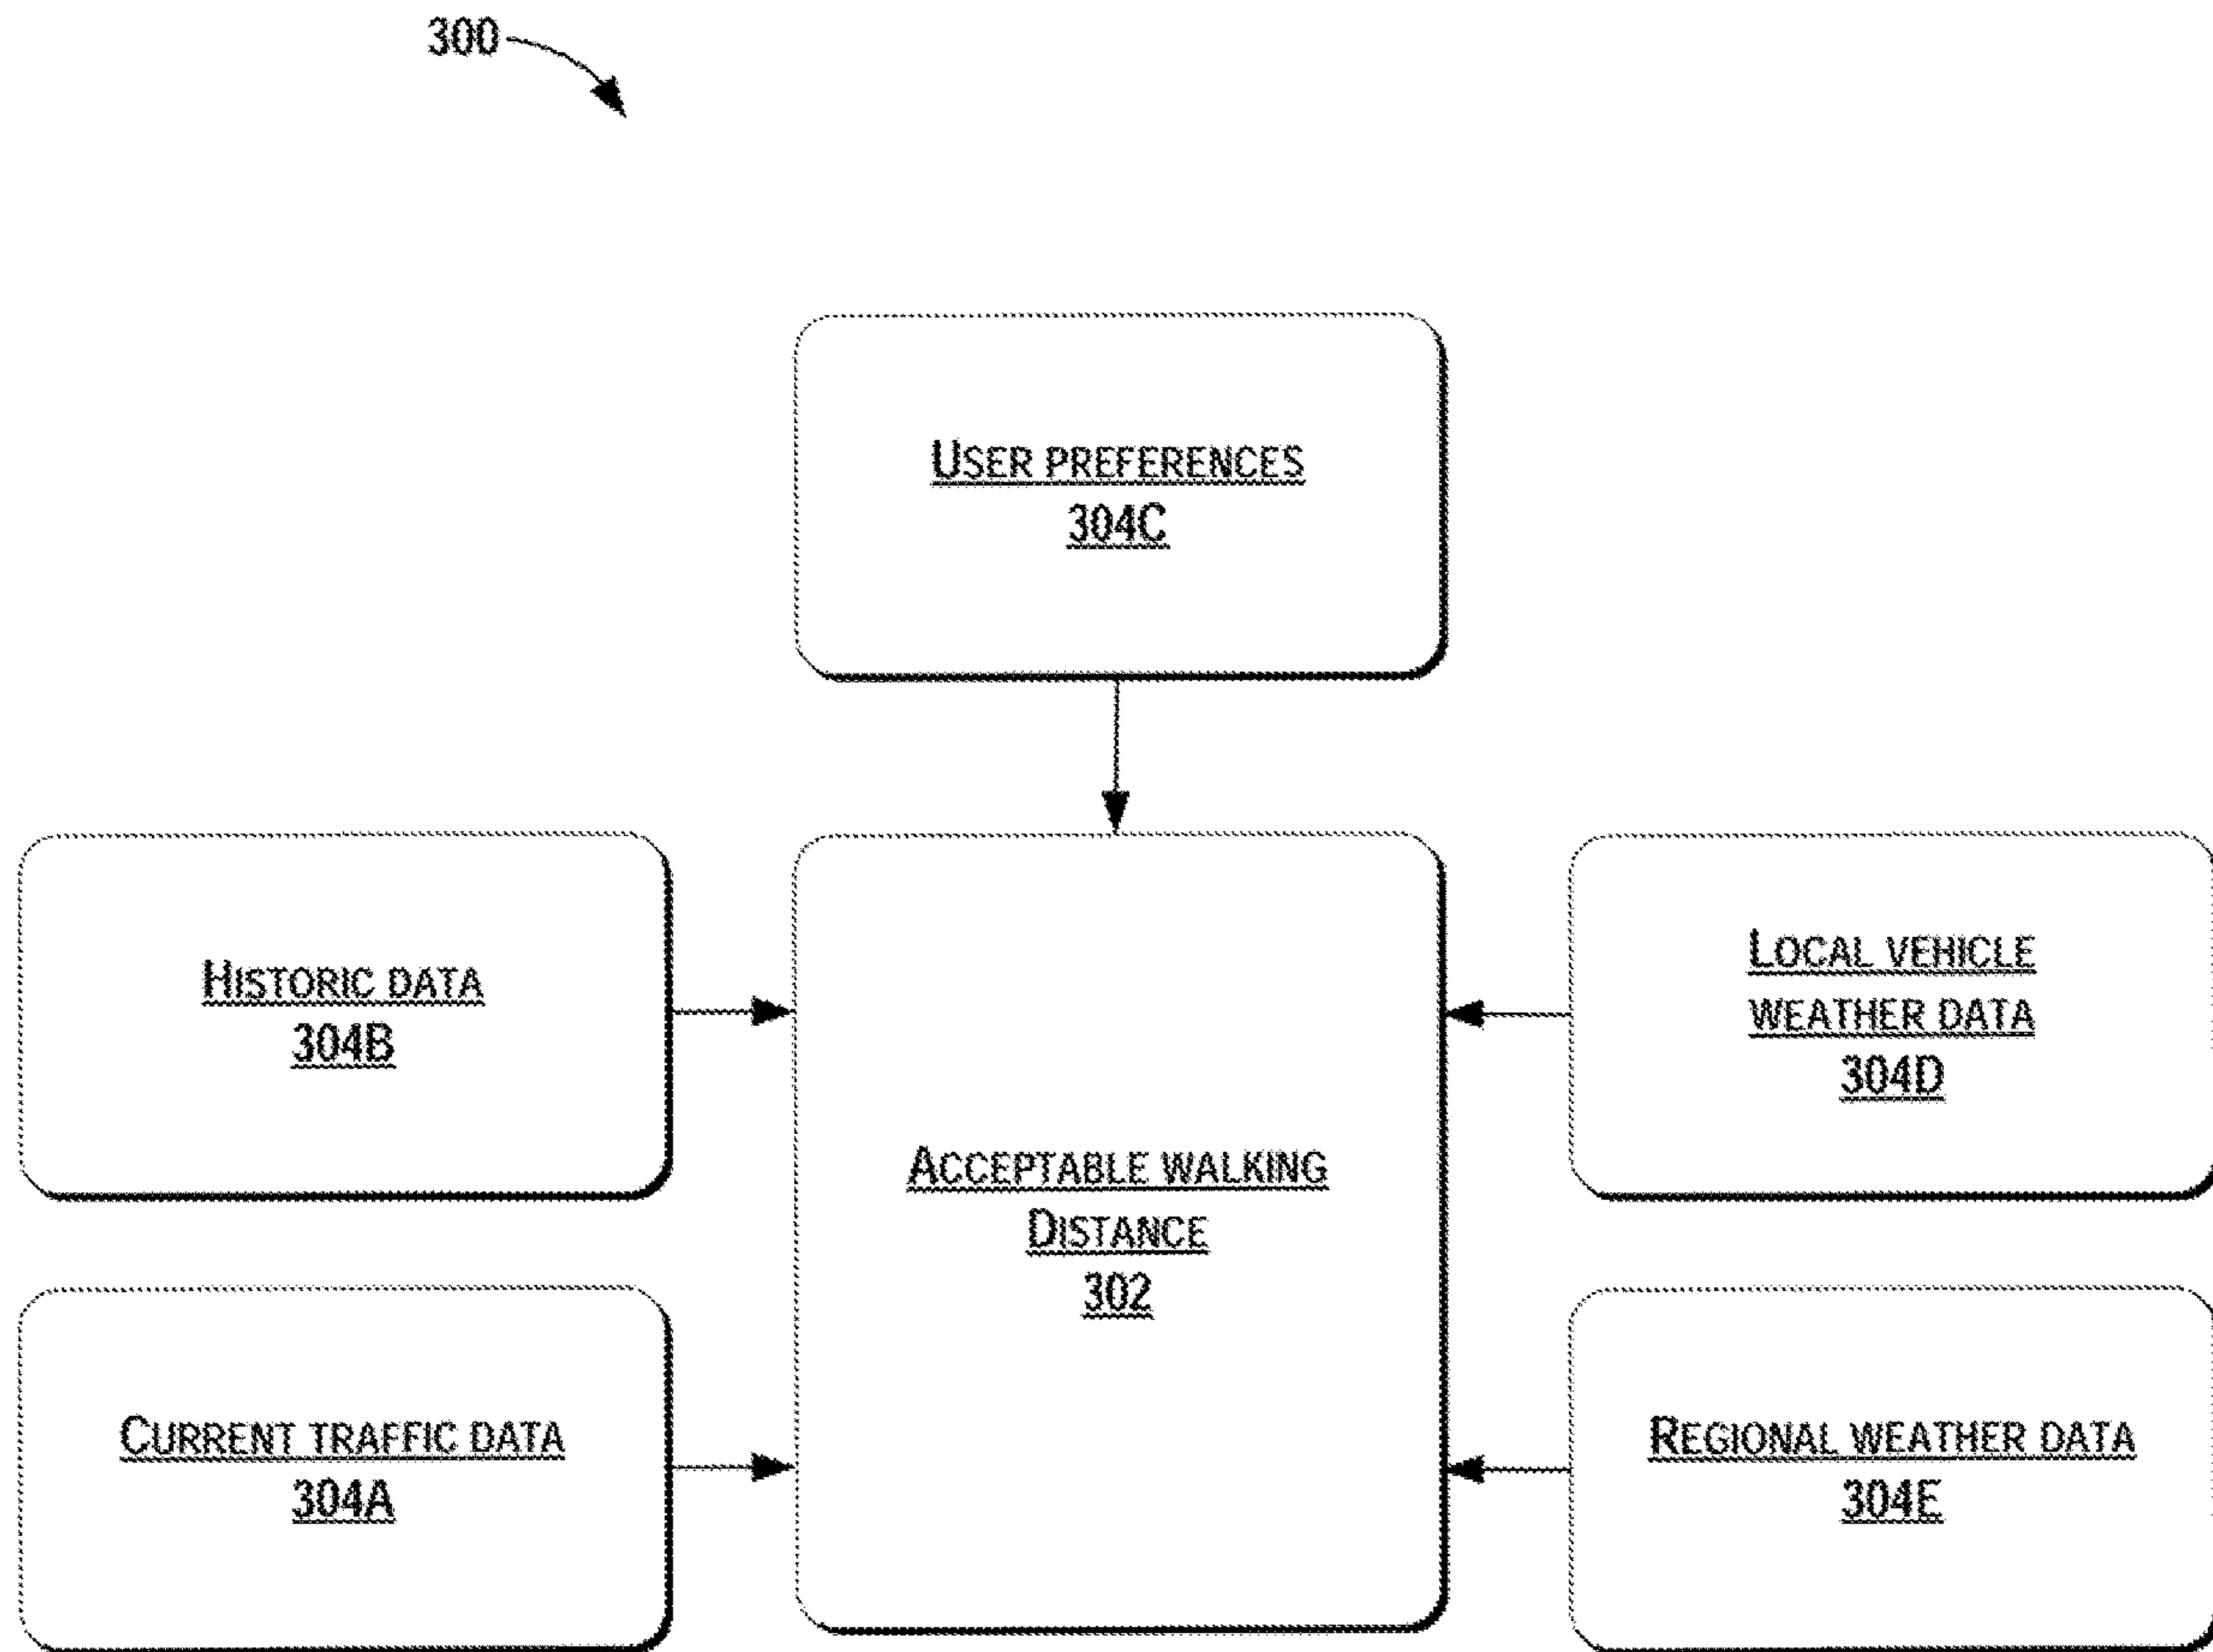 300
USER PREFERENCES
304C
HISTORIC DATA
304B
LOCAL VEHICLE
WEATHER DATA
304D
ACCEPTABLE WALKING
DISTANCE
302
CURRENT TRAFFIC DATA
304A
REGIONAL WEATHER DATA
304E